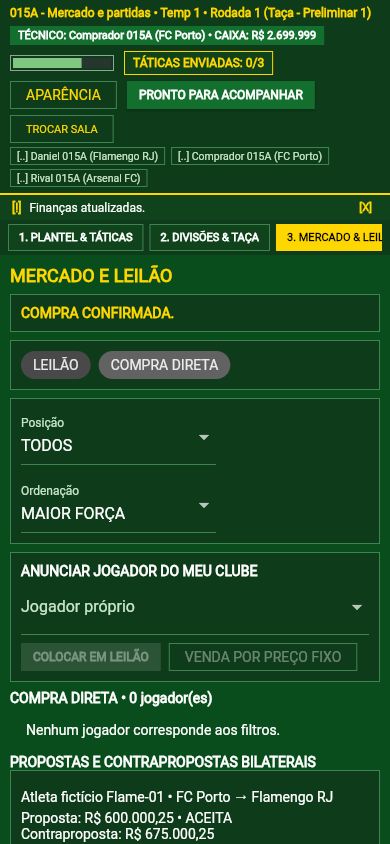 015A - Mercado e partidas • Temp 1 • Rodada 1 (Taça - Preliminar 1)
TÉCNICO: Comprador 015A (FC Porto) • CAIXA: R$ 2.699.999
TÁTICAS ENVIADAS: 0/3
APARÊNCIA
PRONTO PARA ACOMPANHAR
TROCAR SALA
[..] Daniel 015A (Flamengo RJ)
[..] Comprador 015A (FC Porto)
[..] Rival 015A (Arsenal FC)
[!] Finanças atualizadas. [X]
1. PLANTEL & TÁTICAS
2. DIVISÕES & TAÇA
3. MERCADO & LEIL
MERCADO E LEILÃO
COMPRA CONFIRMADA.
LEILÃO
COMPRA DIRETA
Posição
TODOS
Ordenação
MAIOR FORÇA
ANUNCIAR JOGADOR DO MEU CLUBE
Jogador próprio
COLOCAR EM LEILÃO
VENDA POR PREÇO FIXO
COMPRA DIRETA • 0 jogador(es)
Nenhum jogador corresponde aos filtros.
PROPOSTAS E CONTRAPROPOSTAS BILATERAIS
Atleta fictício Flame-01 • FC Porto → Flamengo RJ
Proposta: R$ 600.000,25 • ACEITA
Contraproposta: R$ 675.000,25